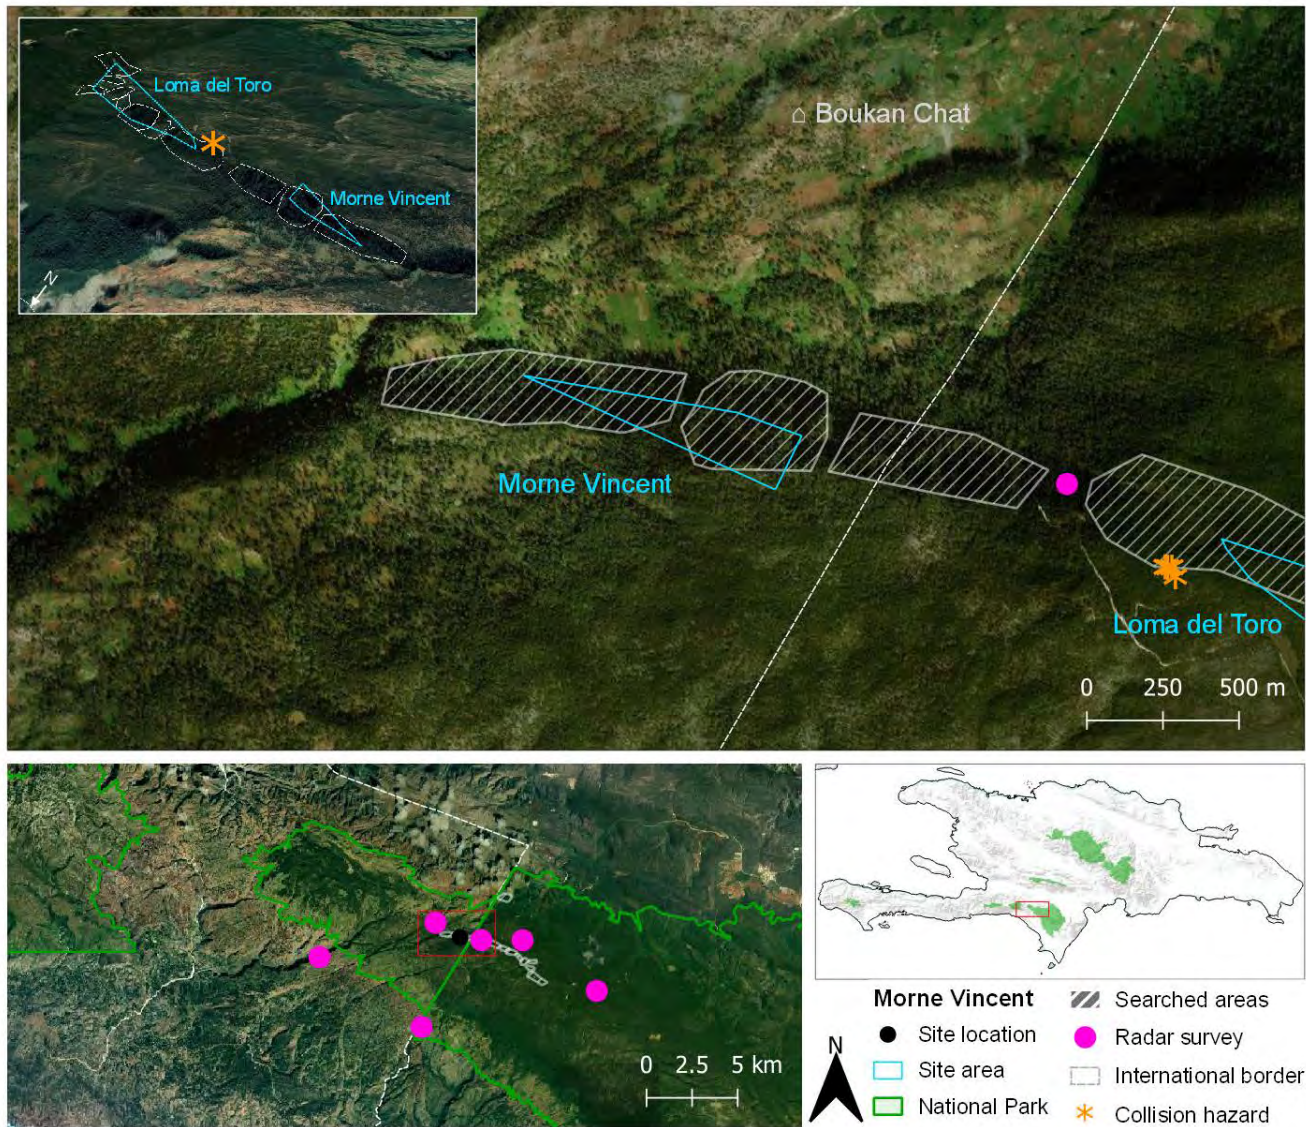 Loma del Toro
Morne Vincent
N
⌂ Boukan Chat
Morne Vincent
Loma del Toro
0 250 500 m
0 2.5 5 km
N
Morne Vincent
Site location
Site area
National Park
Searched areas
Radar survey
International border
Collision hazard